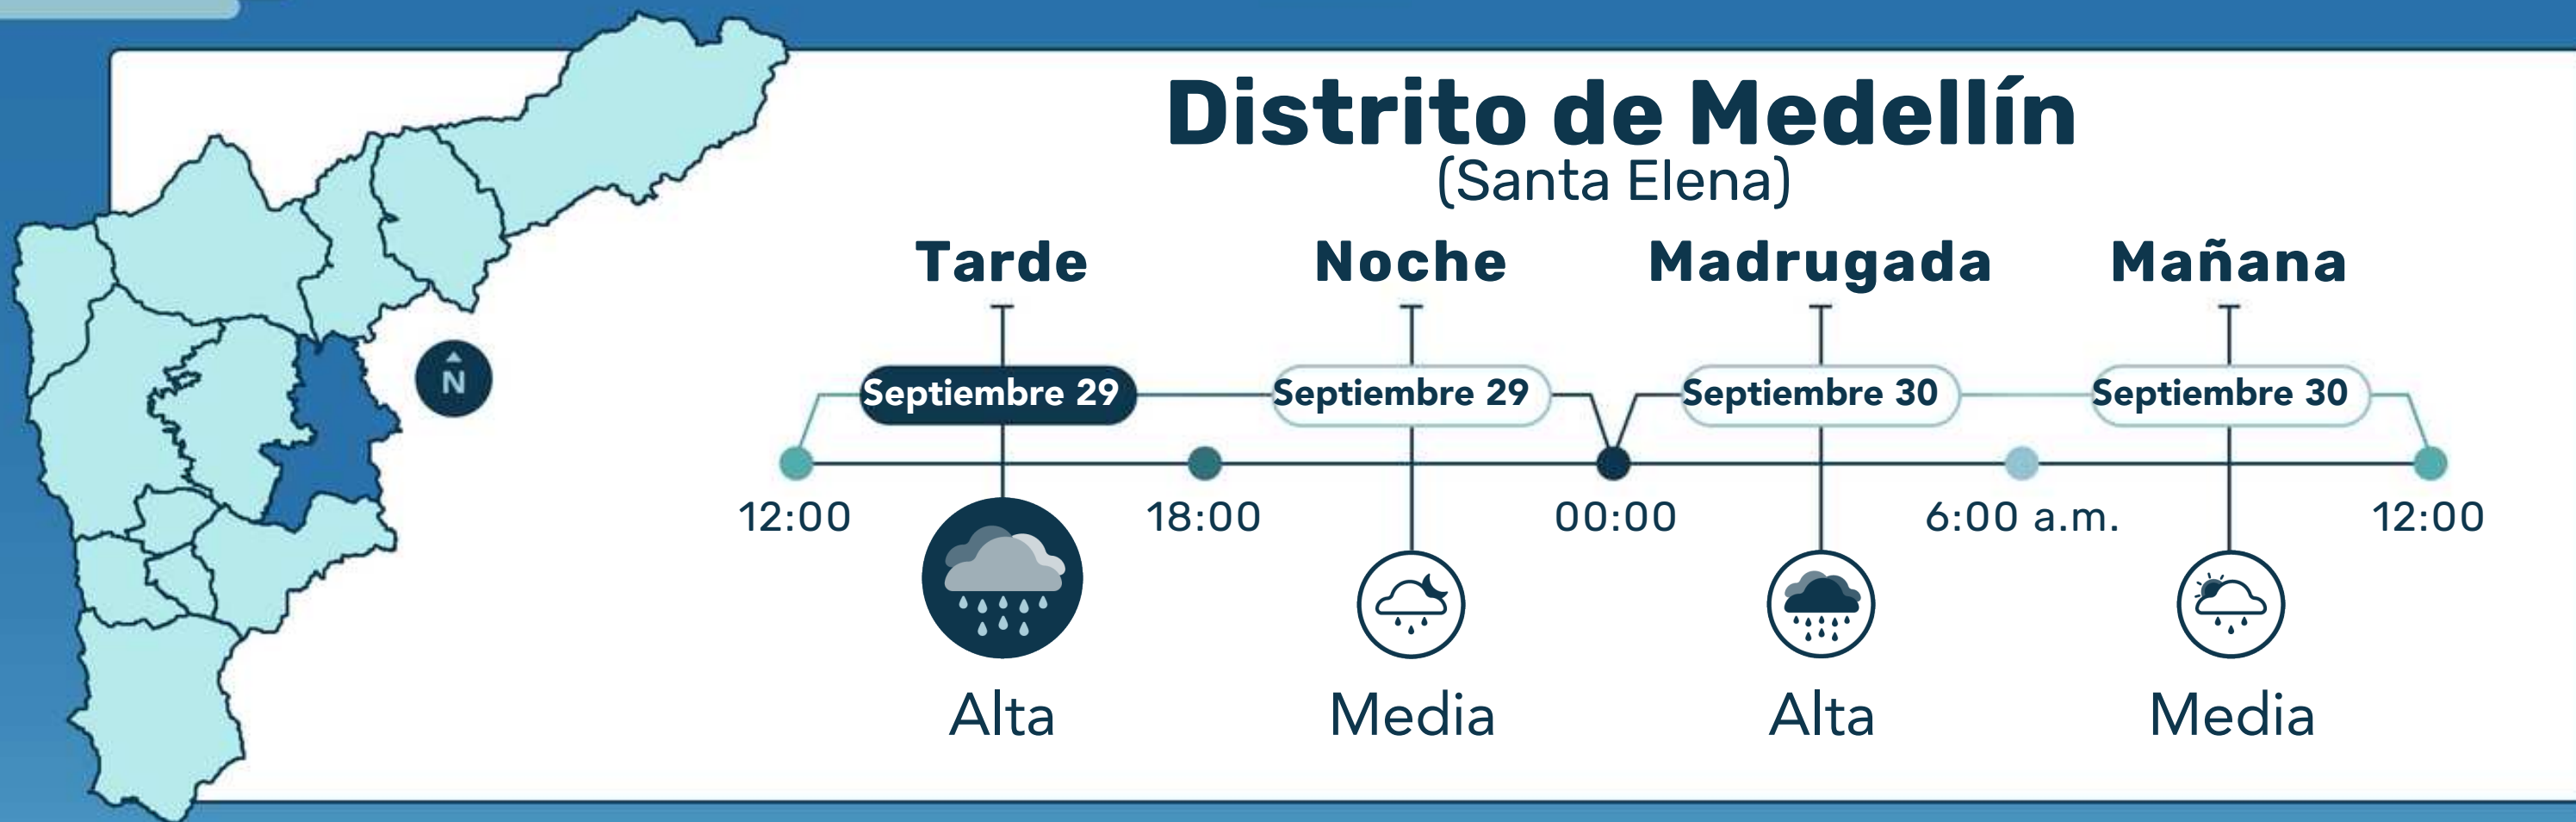 Distrito de Medellín
(Santa Elena)
Tarde Noche Madrugada Mañana
N
Septiembre 29 Septiembre 29 Septiembre 30 Septiembre 30
12:00 18:00 00:00 6:00 a.m. 12:00
Alta Media Alta Media